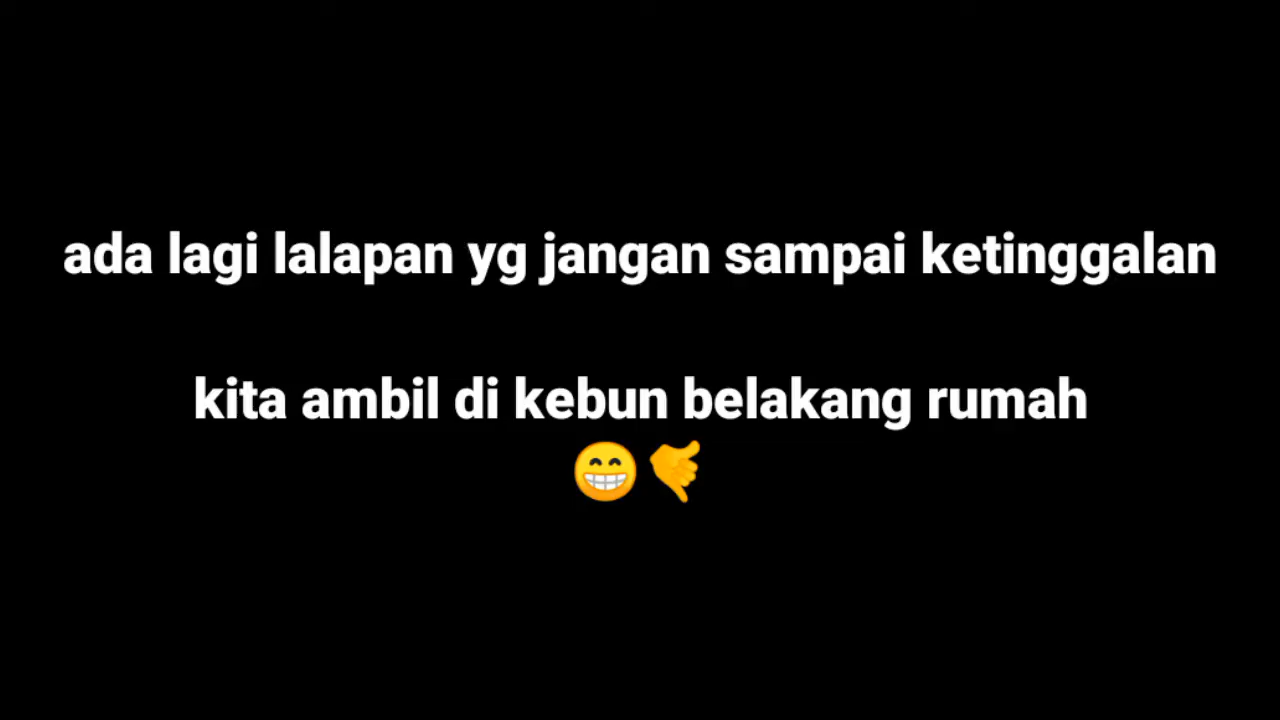 ada lagi lalapan yg jangan sampai ketinggalan
kita ambil di kebun belakang rumah
😁🤙